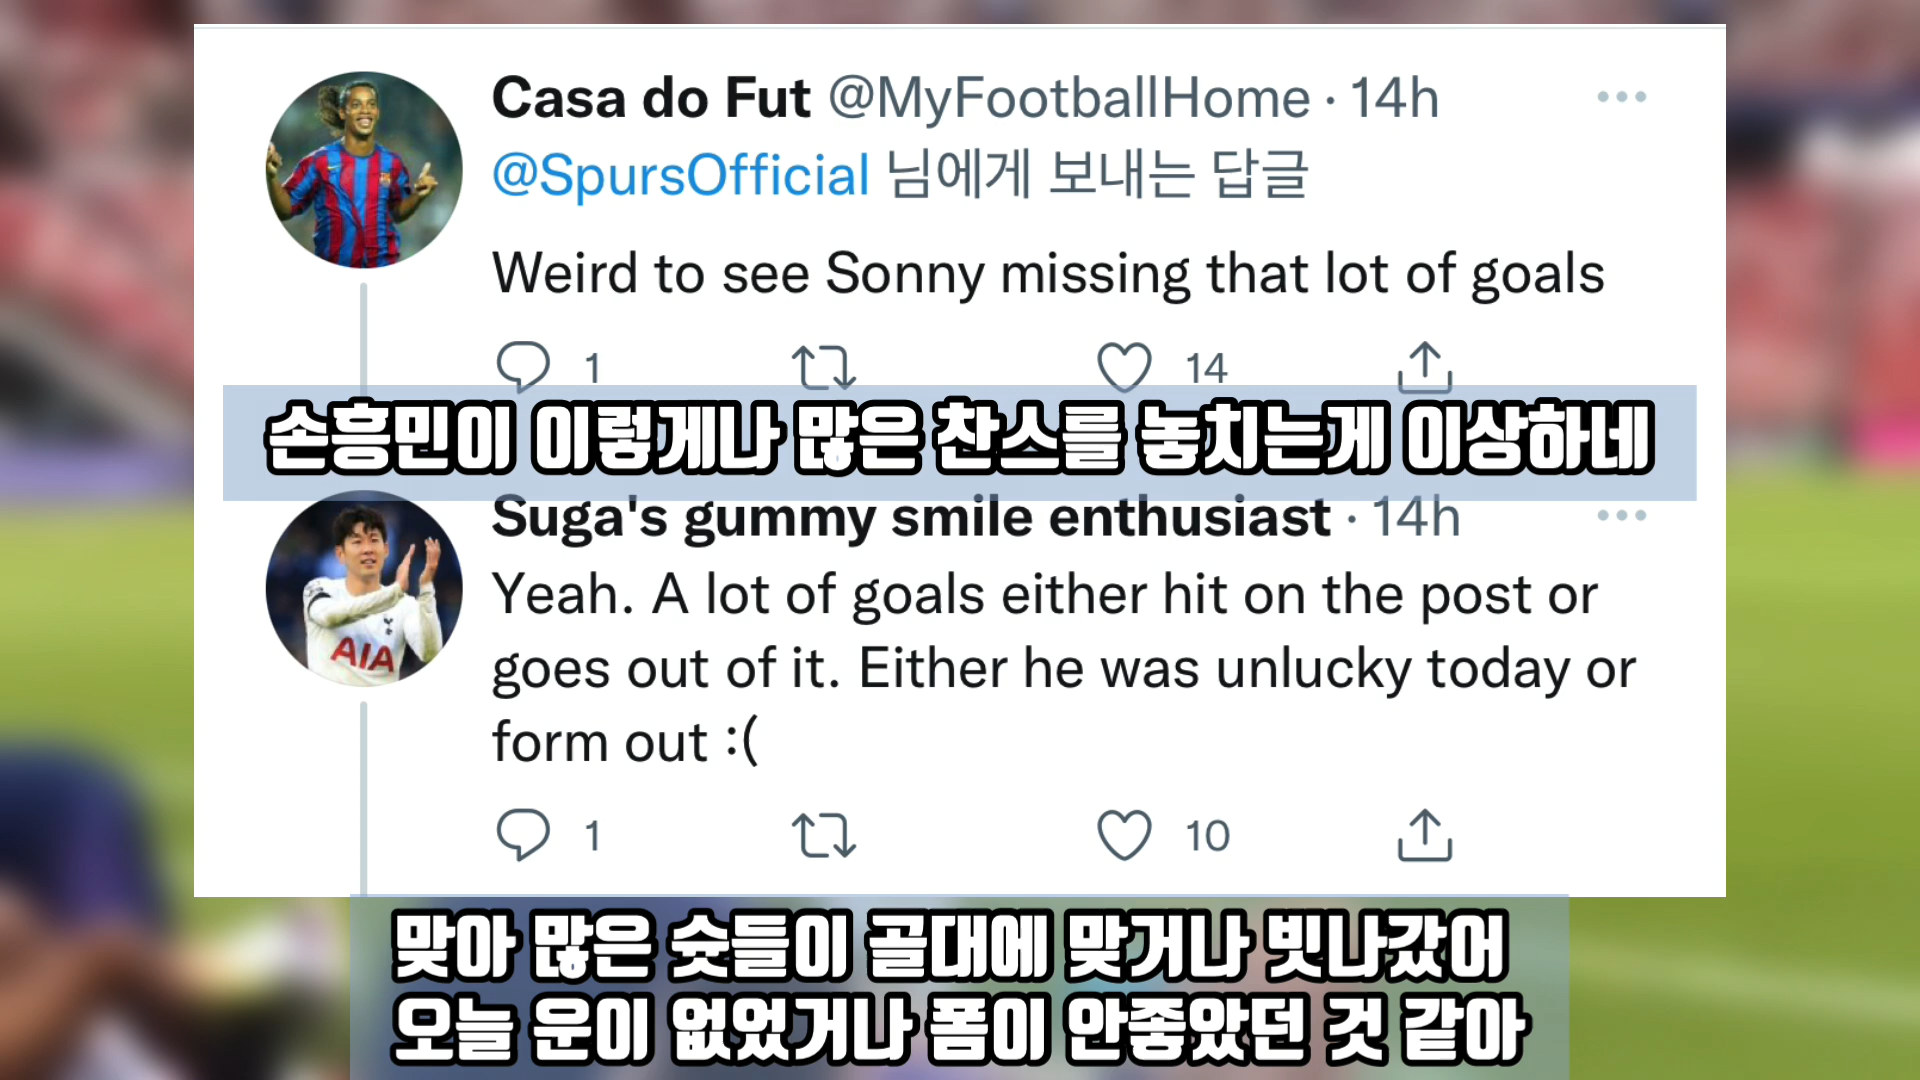 Casa do Fut @MyFootballHome · 14h
@SpursOfficial 님에게 보내는 답글
Weird to see Sonny missing that lot of goals
1 14
손흥민이 이렇게나 많은 찬스를 놓치는게 이상하네
Suga's gummy smile enthusiast · 14h
Yeah. A lot of goals either hit on the post or
goes out of it. Either he was unlucky today or
form out :(
AIA
1 10
맞아 많은 슛들이 골대에 맞거나 빗나갔어
오늘 운이 없었거나 폼이 안좋았던 것 같아